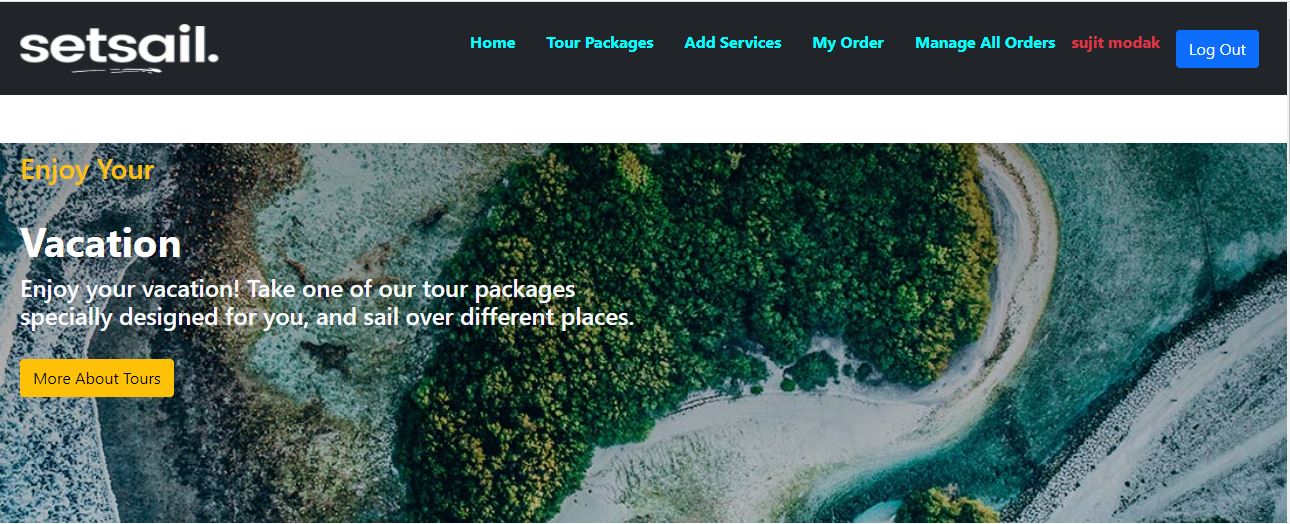 setsail.
Home Tour Packages Add Services My Order Manage All Orders sujit modak Log Out
Enjoy Your
Vacation
Enjoy your vacation! Take one of our tour packages
specially designed for you, and sail over different places.
More About Tours